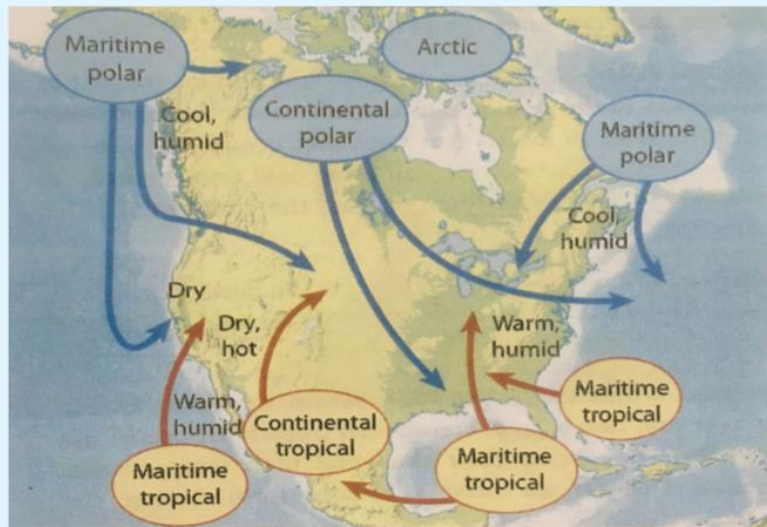 Maritime
polar
Arctic
Continental
polar
Cool,
humid
Maritime
polar
Cool,
humid
Dry
Dry,
hot
Warm,
humid
Warm,
humid
Continental
tropical
Maritime
tropical
Maritime
tropical
Maritime
tropical